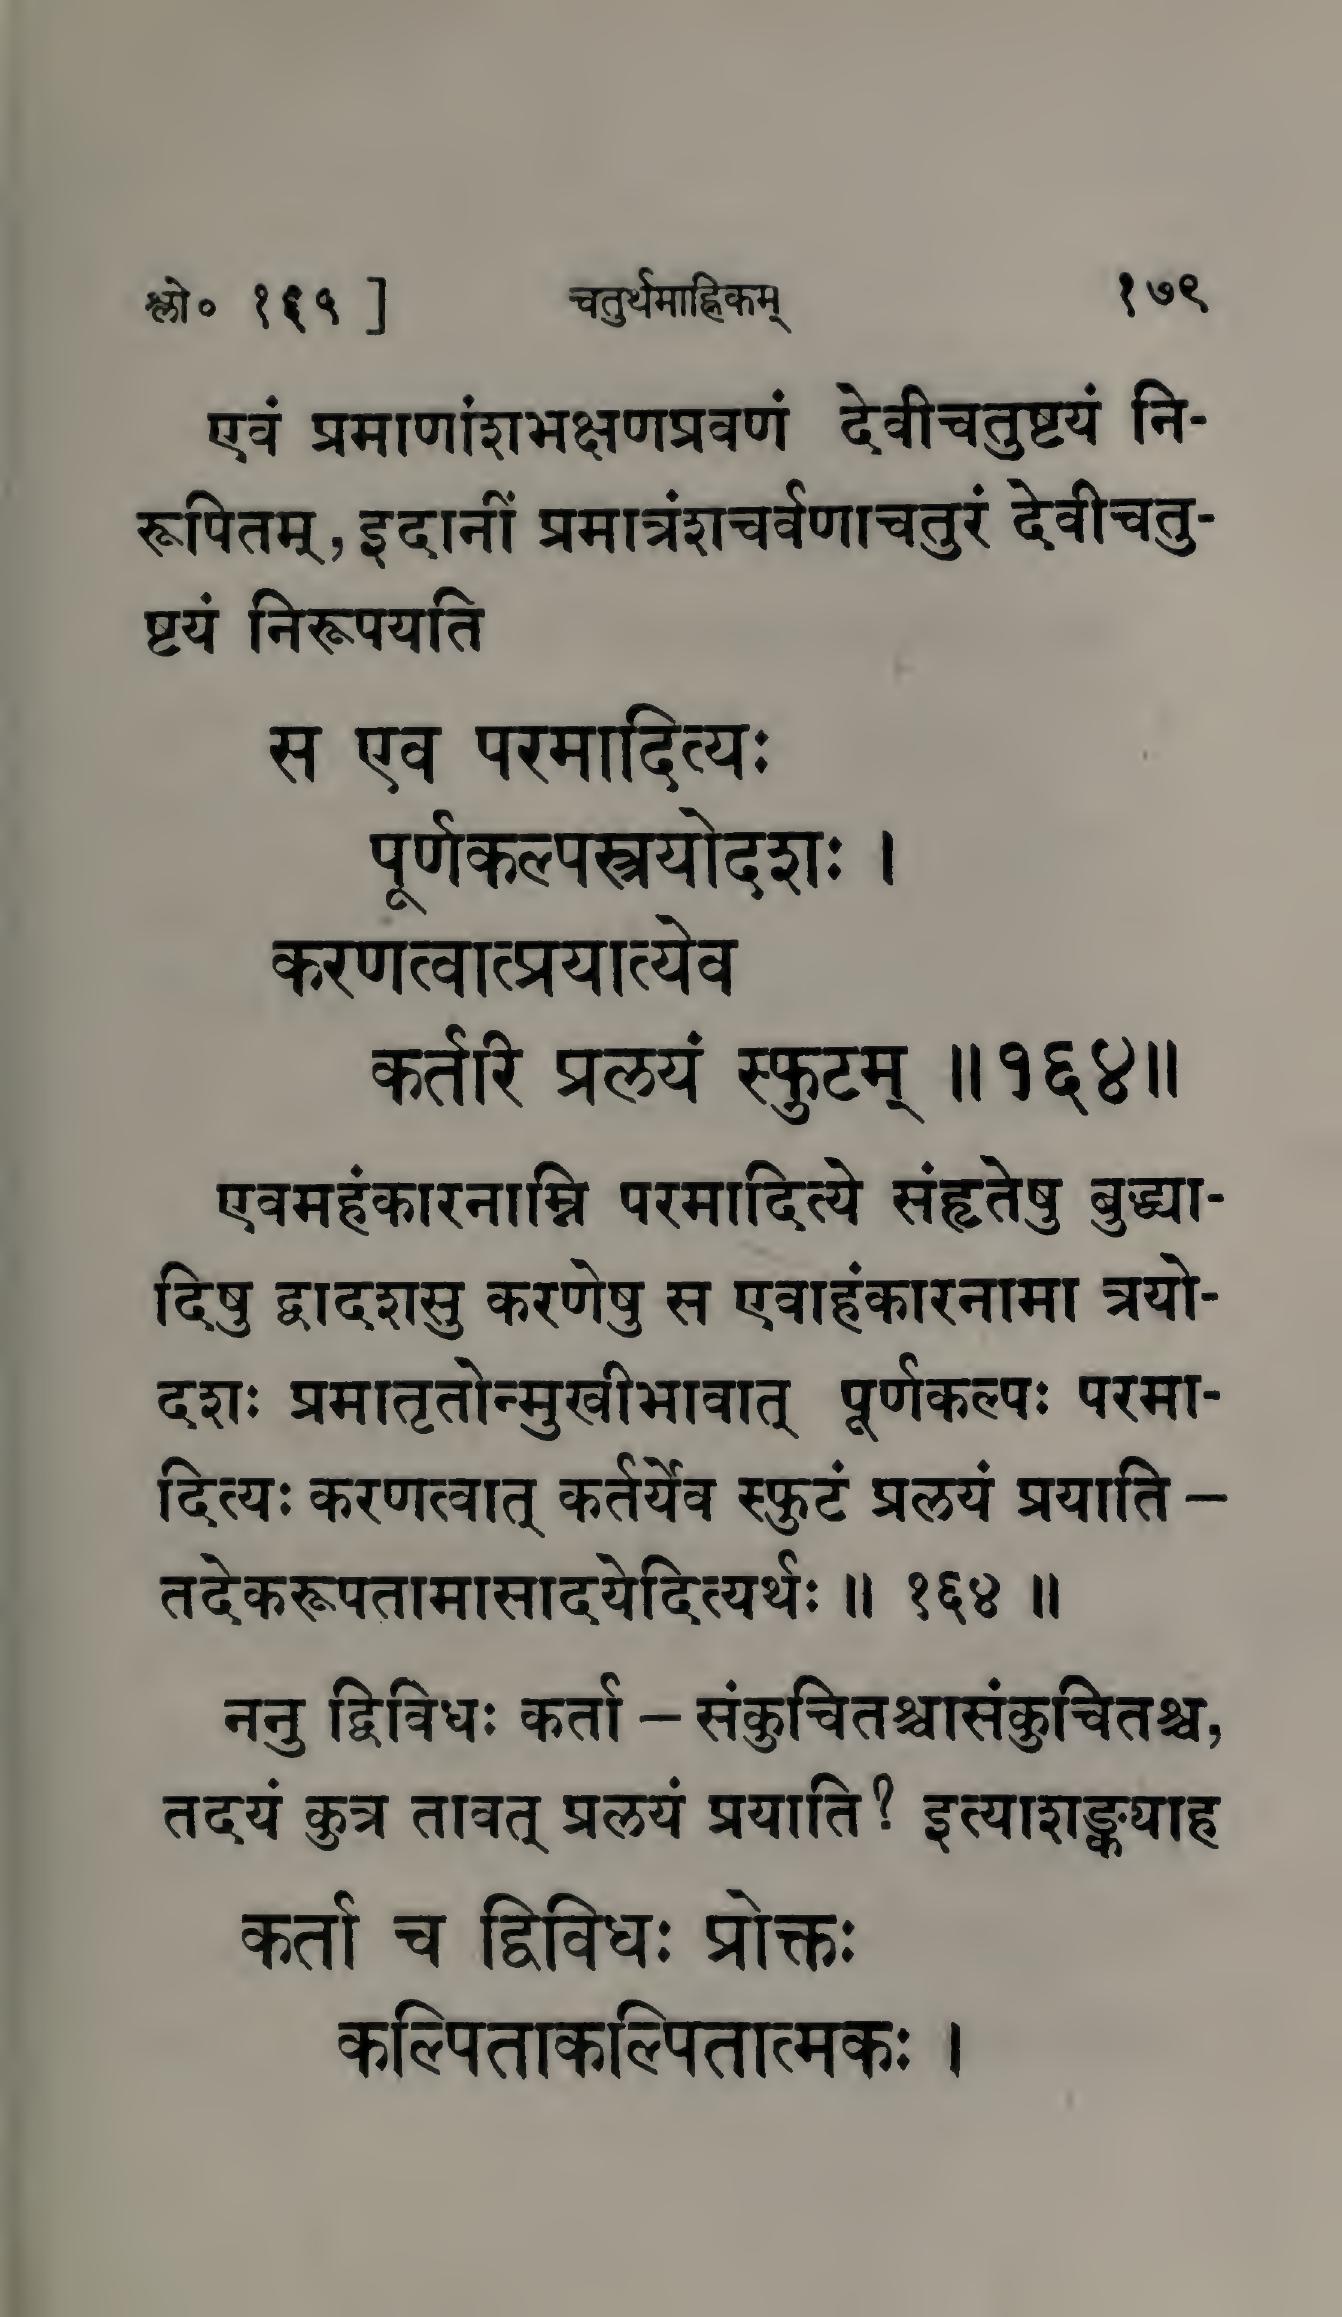 श्लो० १६५ ] चतुर्थमाह्निकम् १७९
एवं प्रमाणांशभक्षणप्रवणं देवीचतुष्टयं नि-
रूपितम्, इदानीं प्रमात्रंशचर्वणाचतुरं देवीचतु-
ष्टयं निरूपयति
स एव परमादित्यः
पूर्णकल्पस्त्रयोदशः ।
करणत्वात्प्रयात्येव
कर्तरि प्रलयं स्फुटम् ॥१६४॥
एवमहंकारनाम्नि परमादित्ये संहृतेषु बुद्ध्या-
दिषु द्वादशसु करणेषु स एवाहंकारनामा त्रयो-
दशः प्रमातृतोन्मुखीभावात् पूर्णकल्पः परमा-
दित्यः करणत्वात् कर्तर्येव स्फुटं प्रलयं प्रयाति –
तदेकरूपतामासादयेदित्यर्थः ॥ १६४ ॥
ननु द्विविधः कर्ता – संकुचितश्चासंकुचितश्च,
तदयं कुत्र तावत् प्रलयं प्रयाति? इत्याशङ्क्याह
कर्ता च द्विविधः प्रोक्तः
कल्पिताकल्पितात्मकः ।